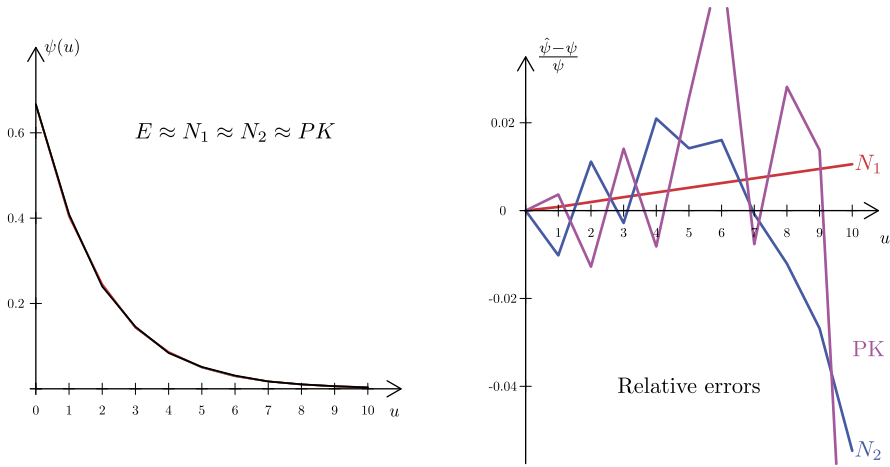 ψ(u)
E ≈ N₁ ≈ N₂ ≈ PK
0.6
0.4
0.2
0 1 2 3 4 5 6 7 8 9 10 u
(ψ̂−ψ)/ψ
0.02
0
-0.02
-0.04
1 2 3 4 5 6 7 8 9 10 u
N₁
PK
Relative errors
N₂